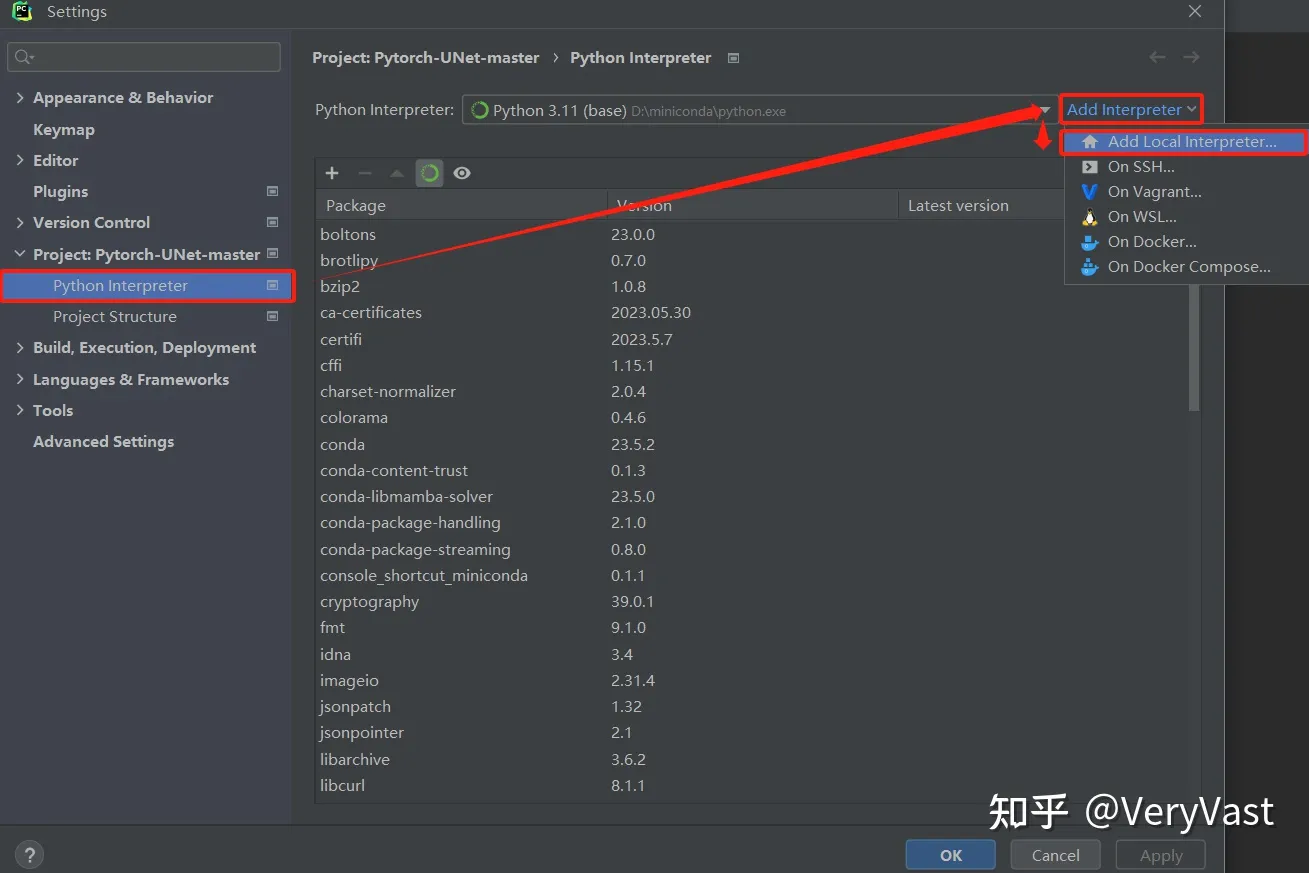 PC
Settings
Project: Pytorch-UNet-master › Python Interpreter
Appearance & Behavior
Keymap
Editor
Plugins
Version Control
Project: Pytorch-UNet-master
Python Interpreter
Project Structure
Build, Execution, Deployment
Languages & Frameworks
Tools
Advanced Settings
Python Interpreter: Python 3.11 (base) D:\miniconda\python.exe Add Interpreter
Add Local Interpreter...
On SSH...
On Vagrant...
On WSL...
On Docker...
On Docker Compose...
Package Version Latest version
boltons 23.0.0
brotlipy 0.7.0
bzip2 1.0.8
ca-certificates 2023.05.30
certifi 2023.5.7
cffi 1.15.1
charset-normalizer 2.0.4
colorama 0.4.6
conda 23.5.2
conda-content-trust 0.1.3
conda-libmamba-solver 23.5.0
conda-package-handling 2.1.0
conda-package-streaming 0.8.0
console_shortcut_miniconda 0.1.1
cryptography 39.0.1
fmt 9.1.0
idna 3.4
imageio 2.31.4
jsonpatch 1.32
jsonpointer 2.1
libarchive 3.6.2
libcurl 8.1.1
知乎 @VeryVast
? OK Cancel Apply